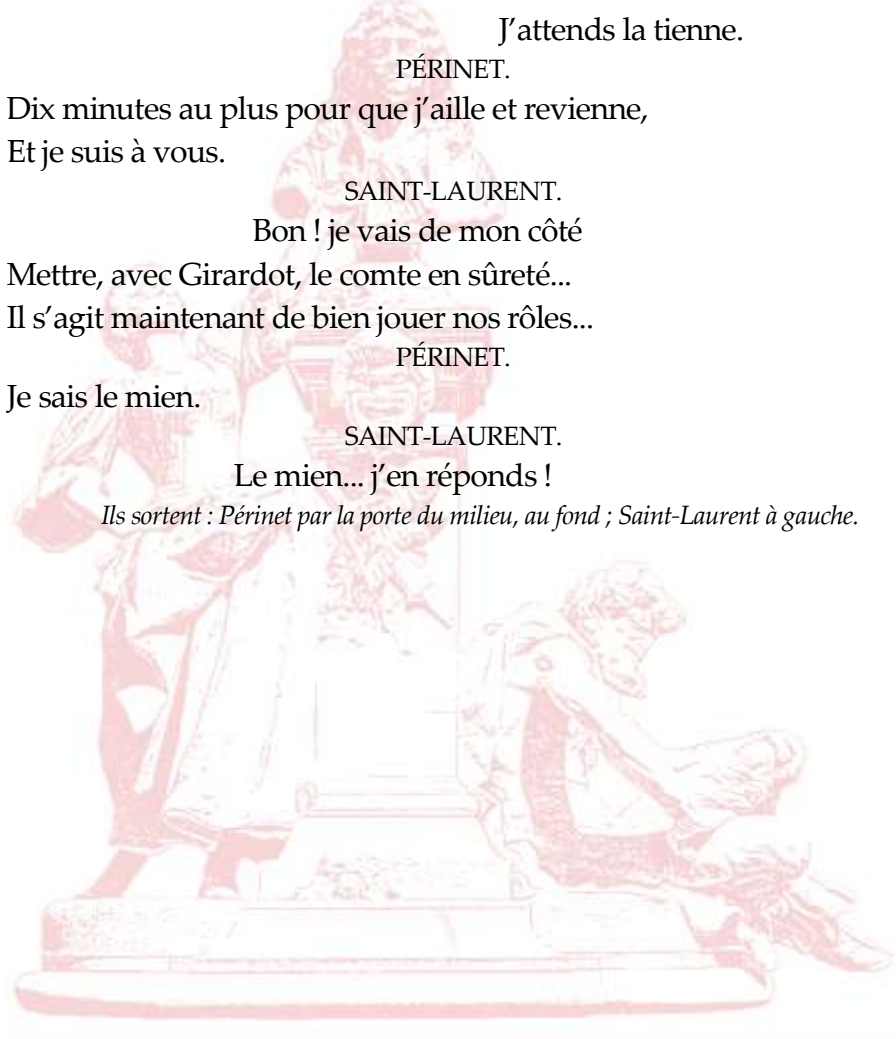 J’attends la tienne.
PÉRINET.
Dix minutes au plus pour que j’aille et revienne,
Et je suis à vous.
SAINT-LAURENT.
Bon ! je vais de mon côté
Mettre, avec Girardot, le comte en sûreté...
Il s’agit maintenant de bien jouer nos rôles...
PÉRINET.
Je sais le mien.
SAINT-LAURENT.
Le mien... j’en réponds !
Ils sortent : Périnet par la porte du milieu, au fond ; Saint-Laurent à gauche.